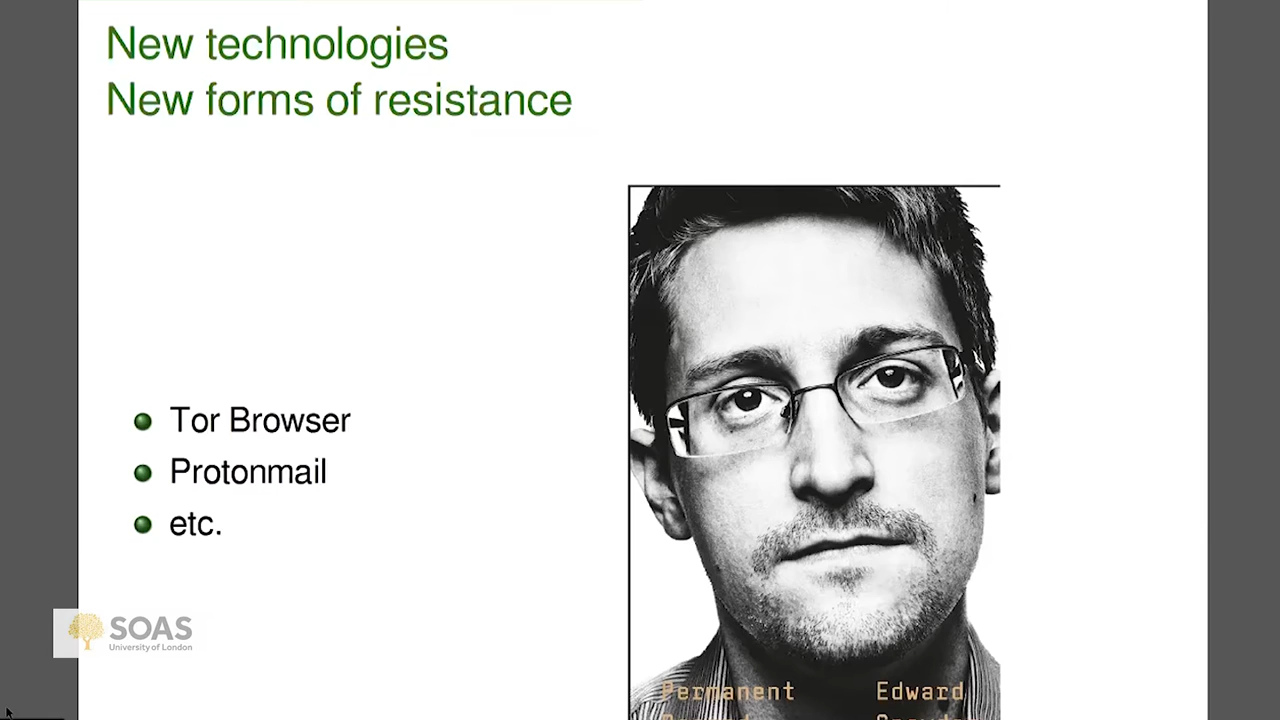 New technologies
New forms of resistance
Tor Browser
Protonmail
etc.
Permanent Edward
SOAS
University of London